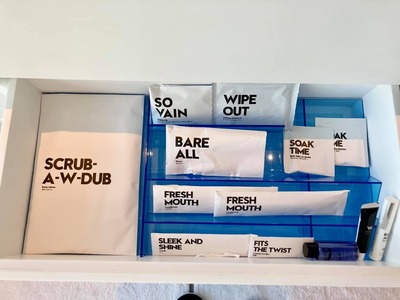 SCRUB-
A-W-DUB
SO
VAIN
WIPE
OUT
BARE
ALL
SOAK
TIME
TIME
FRESH
MOUTH
FRESH
MOUTH
SLEEK AND
SHINE
FITS
THE TWIST